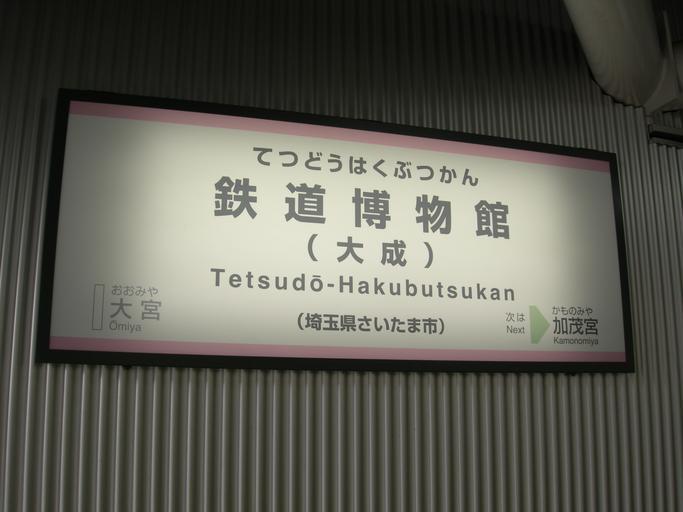 てつどうはくぶつかん
鉄道博物館
(大成)
Tetsudō-Hakubutsukan
(埼玉県さいたま市)
おおみや
大宮
Ōmiya
次は
Next
かものみや
加茂宮
Kamonomiya